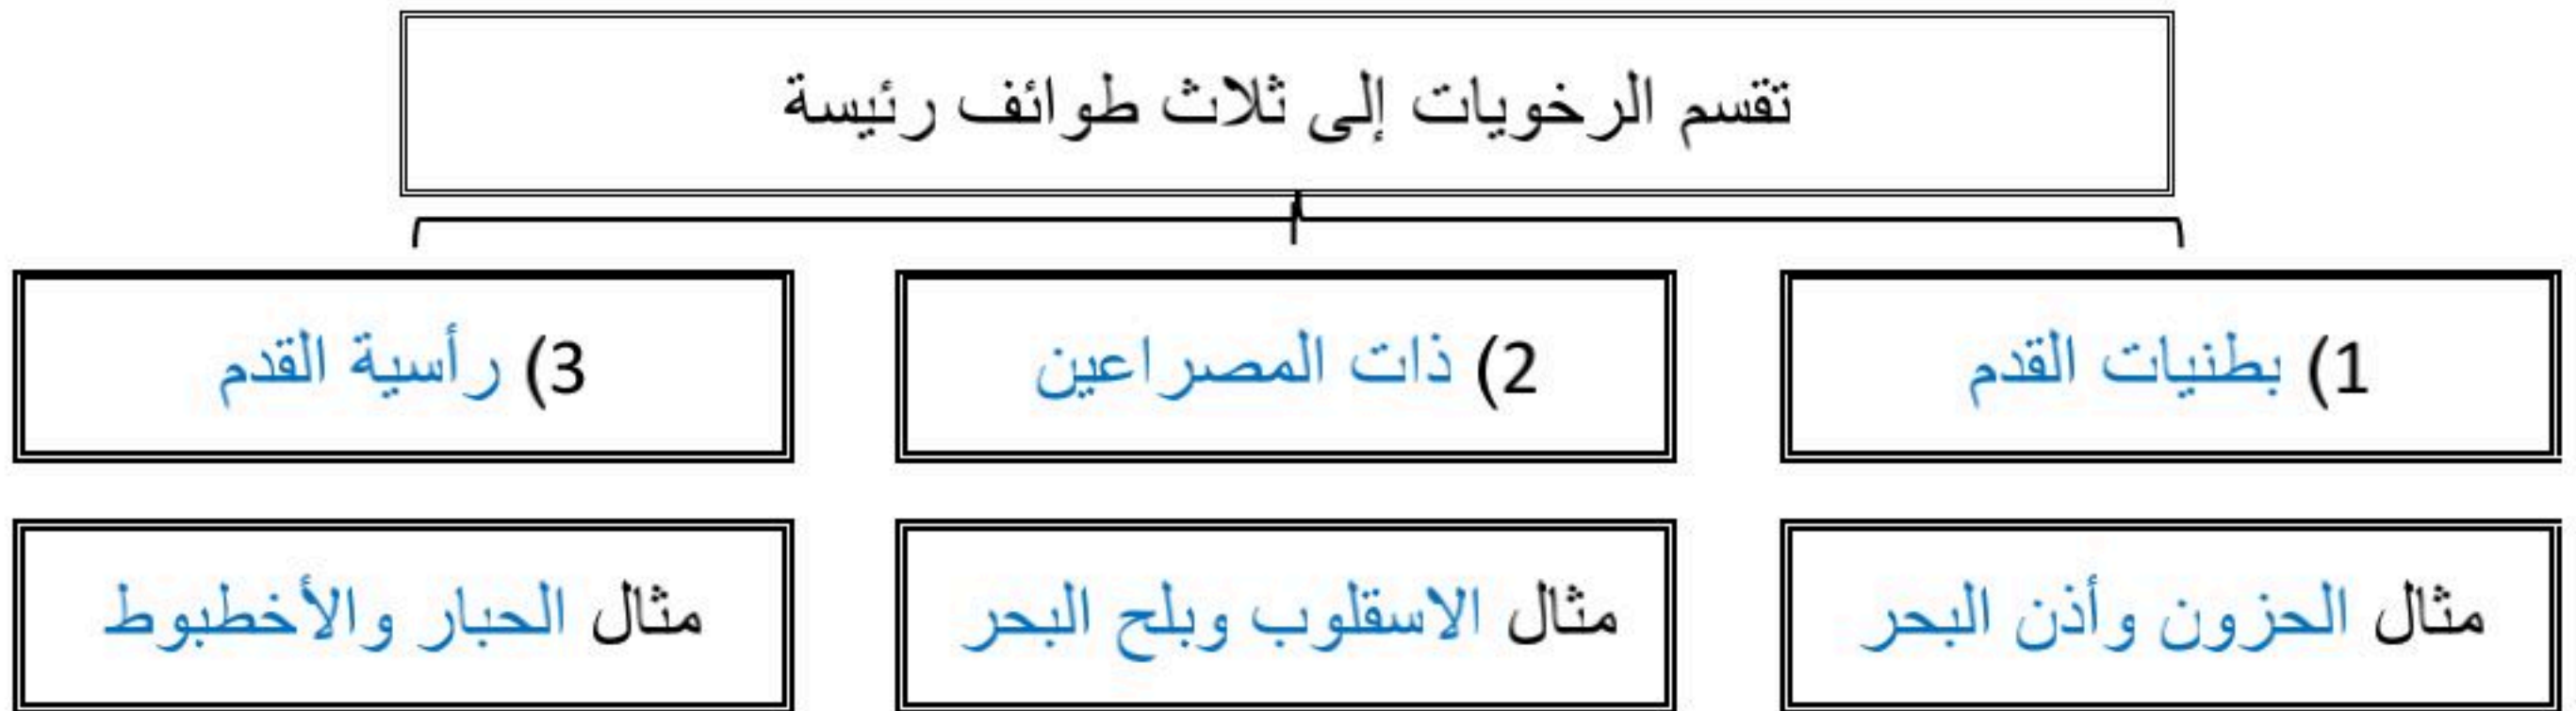 تقسم الرخويات إلى ثلاث طوائف رئيسة
1) بطنيات القدم
2) ذات المصراعين
3) رأسية القدم
مثال الحزون وأذن البحر
مثال الاسقلوب وبلح البحر
مثال الحبار والأخطبوط